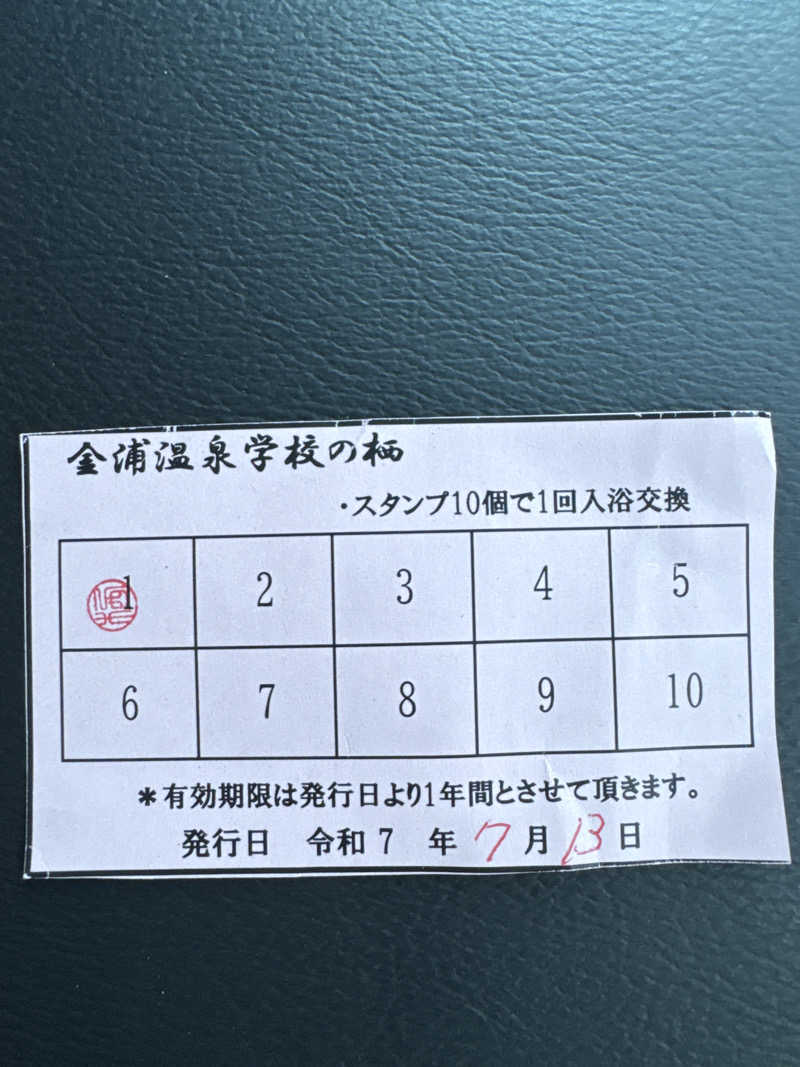 金浦温泉学校の栖
・スタンプ10個で1回入浴交換
1 2 3 4 5
6 7 8 9 10
＊有効期限は発行日より1年間とさせて頂きます。
発行日 令和7 年 7月13日